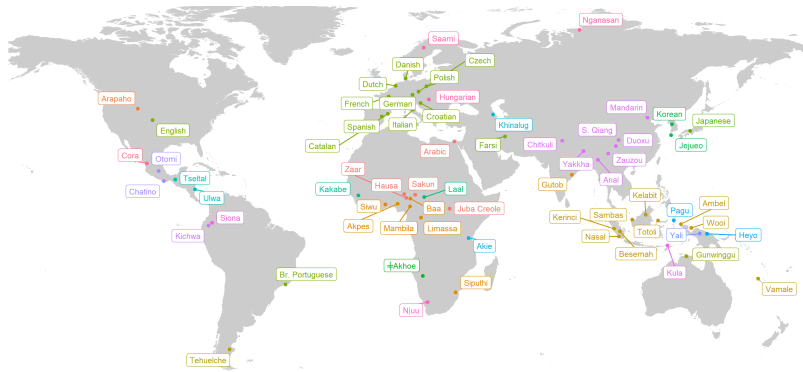 Nganasan
Saami
Danish
Czech
Dutch
Polish
Arapaho
French
German
Hungarian
Mandarin
Korean
English
Croatian
Khinalug
S. Qiang
Duoxu
Japanese
Spanish
Italian
Catalan
Arabic
Farsi
Chitkuli
Jejueo
Cora
Otomi
Zaar
Yakkha
Zauzou
Tseltal
Hausa
Sakun
Gutob
Anal
Chatino
Kakabe
Laal
Kelabit
Ulwa
Siwu
Baa
Juba Creole
Sambas
Pagu
Ambel
Siona
Kerinci
Wooi
Akpes
Mambila
Limassa
Totoli
Kichwa
Nasal
Yali
Heyo
Akie
Besemah
Gunwinggu
ǂAkhoe
Kula
Br. Portuguese
Siputhi
Vamale
Nǀuu
Tehuelche